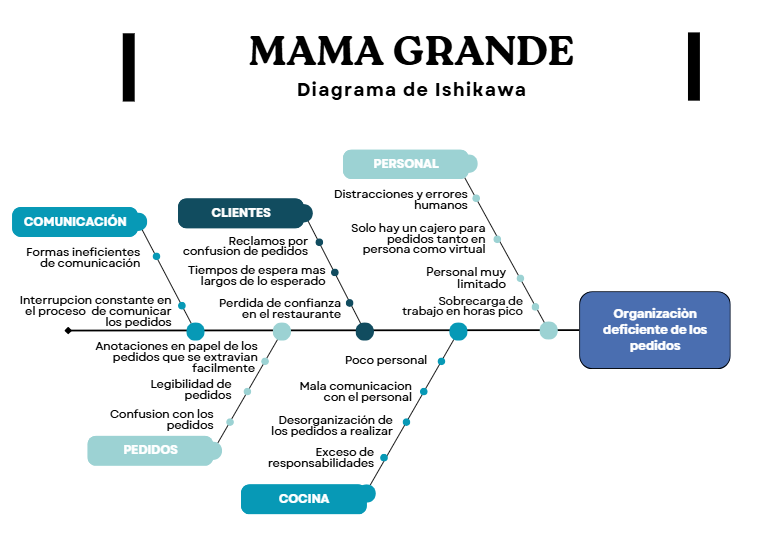 MAMA GRANDE
Diagrama de Ishikawa
PERSONAL
Distracciones y errores
humanos
Solo hay un cajero para
pedidos tanto en
persona como virtual
Personal muy
limitado
Sobrecarga de
trabajo en horas pico
CLIENTES
Reclamos por
confusion de pedidos
Tiempos de espera mas
largos de lo esperado
Perdida de confianza
en el restaurante
COMUNICACIÓN
Formas ineficientes
de comunicación
Interrupcion constante en
el proceso de comunicar
los pedidos
Organizaciòn
deficiente de los
pedidos
Anotaciones en papel de los
pedidos que se extravian
facilmente
Legibilidad de
pedidos
Confusion con los
pedidos
PEDIDOS
Poco personal
Mala comunicacion
con el personal
Desorganización de
los pedidos a realizar
Exceso de
responsabilidades
COCINA